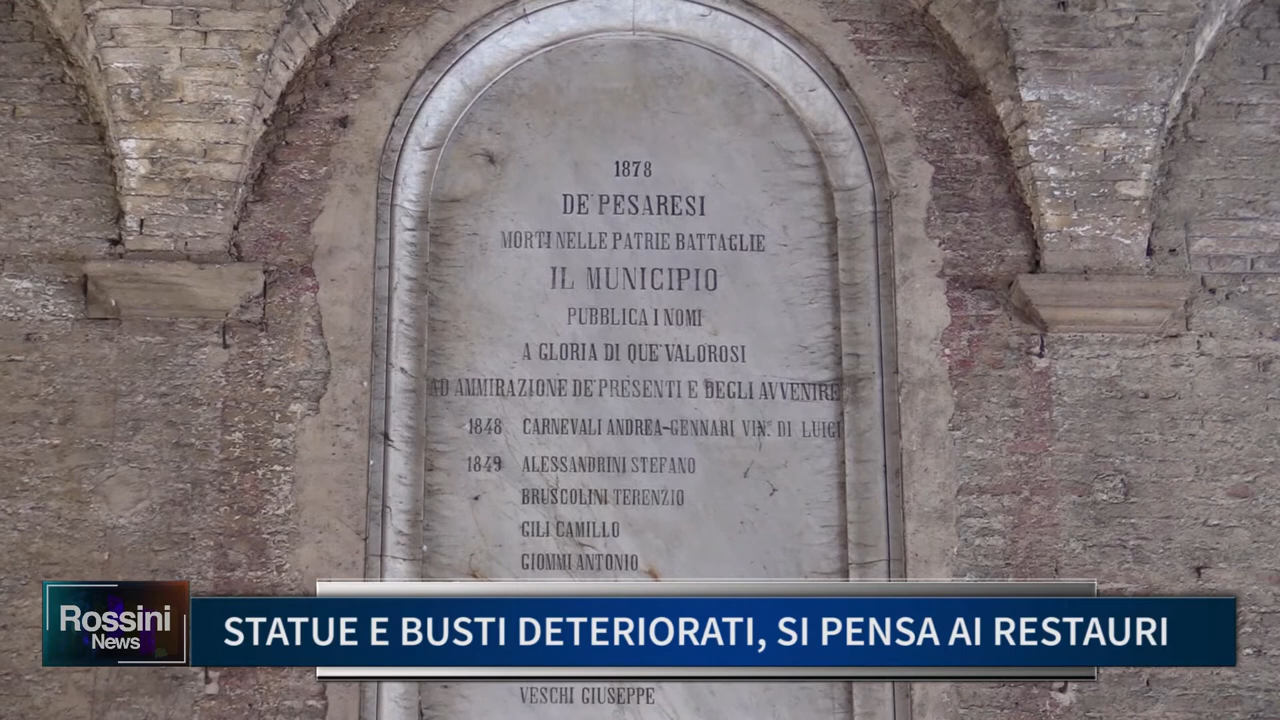 1878
DE' PESARESI
MORTI NELLE PATRIE BATTAGLIE
IL MUNICIPIO
PUBBLICA I NOMI
A GLORIA DI QUE' VALOROSI
AD AMMIRAZIONE DE' PRESENTI E DEGLI AVVENIRE
1848 CARNEVALI ANDREA-GENNARI VIN.º DI LUIGI
1849 ALESSANDRINI STEFANO
BRUSCOLINI TERENZIO
GILI CAMILLO
GIOMMI ANTONIO
Rossini
News
STATUE E BUSTI DETERIORATI, SI PENSA AI RESTAURI
VESCHI GIUSEPPE